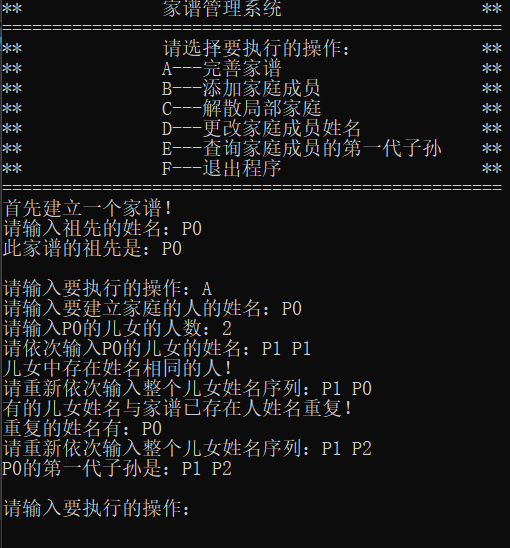 **              家谱管理系统                    **
==================================================
**              请选择要执行的操作:             **
**              A---完善家谱                    **
**              B---添加家庭成员                **
**              C---解散局部家庭                **
**              D---更改家庭成员姓名            **
**              E---查询家庭成员的第一代子孙    **
**              F---退出程序                    **
==================================================
首先建立一个家谱!
请输入祖先的姓名: P0
此家谱的祖先是: P0

请输入要执行的操作: A
请输入要建立家庭的人的姓名: P0
请输入P0的儿女的人数: 2
请依次输入P0的儿女的姓名: P1 P1
儿女中存在姓名相同的人!
请重新依次输入整个儿女姓名序列: P1 P0
有的儿女姓名与家谱已存在人姓名重复!
重复的姓名有: P0
请重新依次输入整个儿女姓名序列: P1 P2
P0的第一代子孙是: P1 P2

请输入要执行的操作: